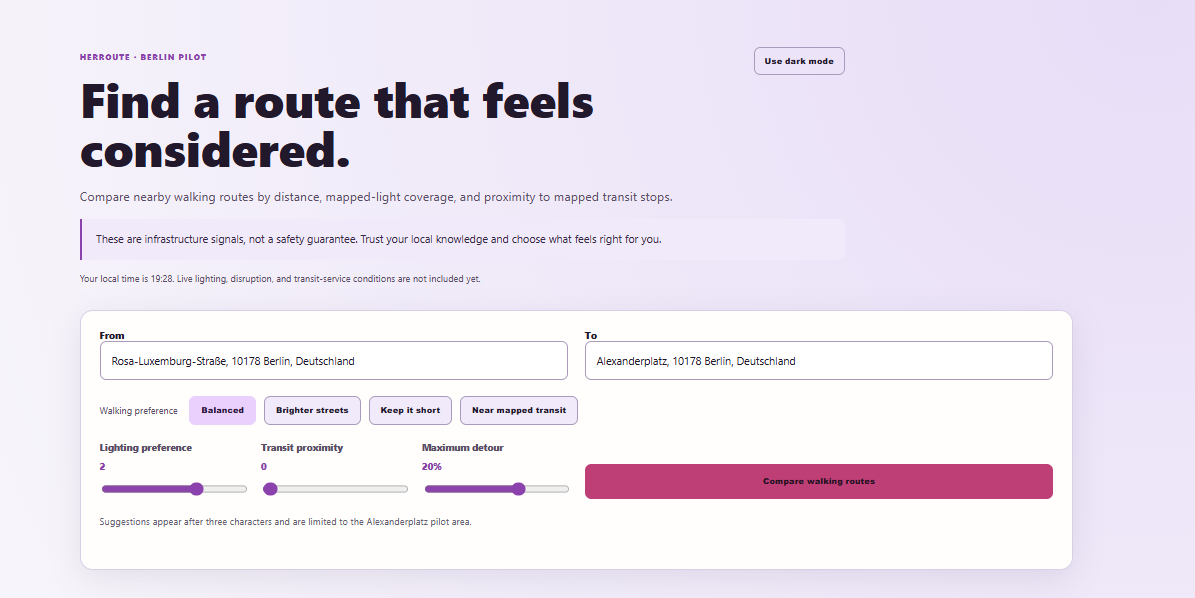 HERROUTE · BERLIN PILOT
Use dark mode
Find a route that feels
considered.
Compare nearby walking routes by distance, mapped-light coverage, and proximity to mapped transit stops.
These are infrastructure signals, not a safety guarantee. Trust your local knowledge and choose what feels right for you.
Your local time is 19:28. Live lighting, disruption, and transit-service conditions are not included yet.
From
Rosa-Luxemburg-Straße, 10178 Berlin, Deutschland
To
Alexanderplatz, 10178 Berlin, Deutschland
Walking preference
Balanced
Brighter streets
Keep it short
Near mapped transit
Lighting preference
2
Transit proximity
0
Maximum detour
20%
Compare walking routes
Suggestions appear after three characters and are limited to the Alexanderplatz pilot area.